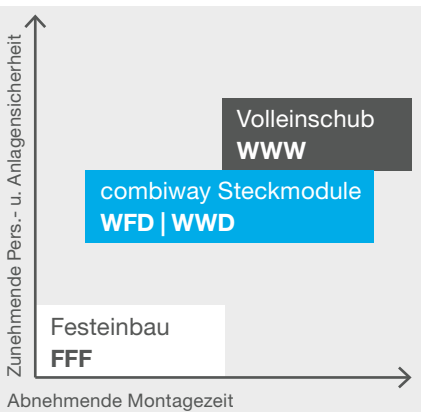 Zunehmende Pers.- u. Anlagensicherheit
Volleinschub
WWW
combiway Steckmodule
WFD | WWD
Festeinbau
FFF
Abnehmende Montagezeit